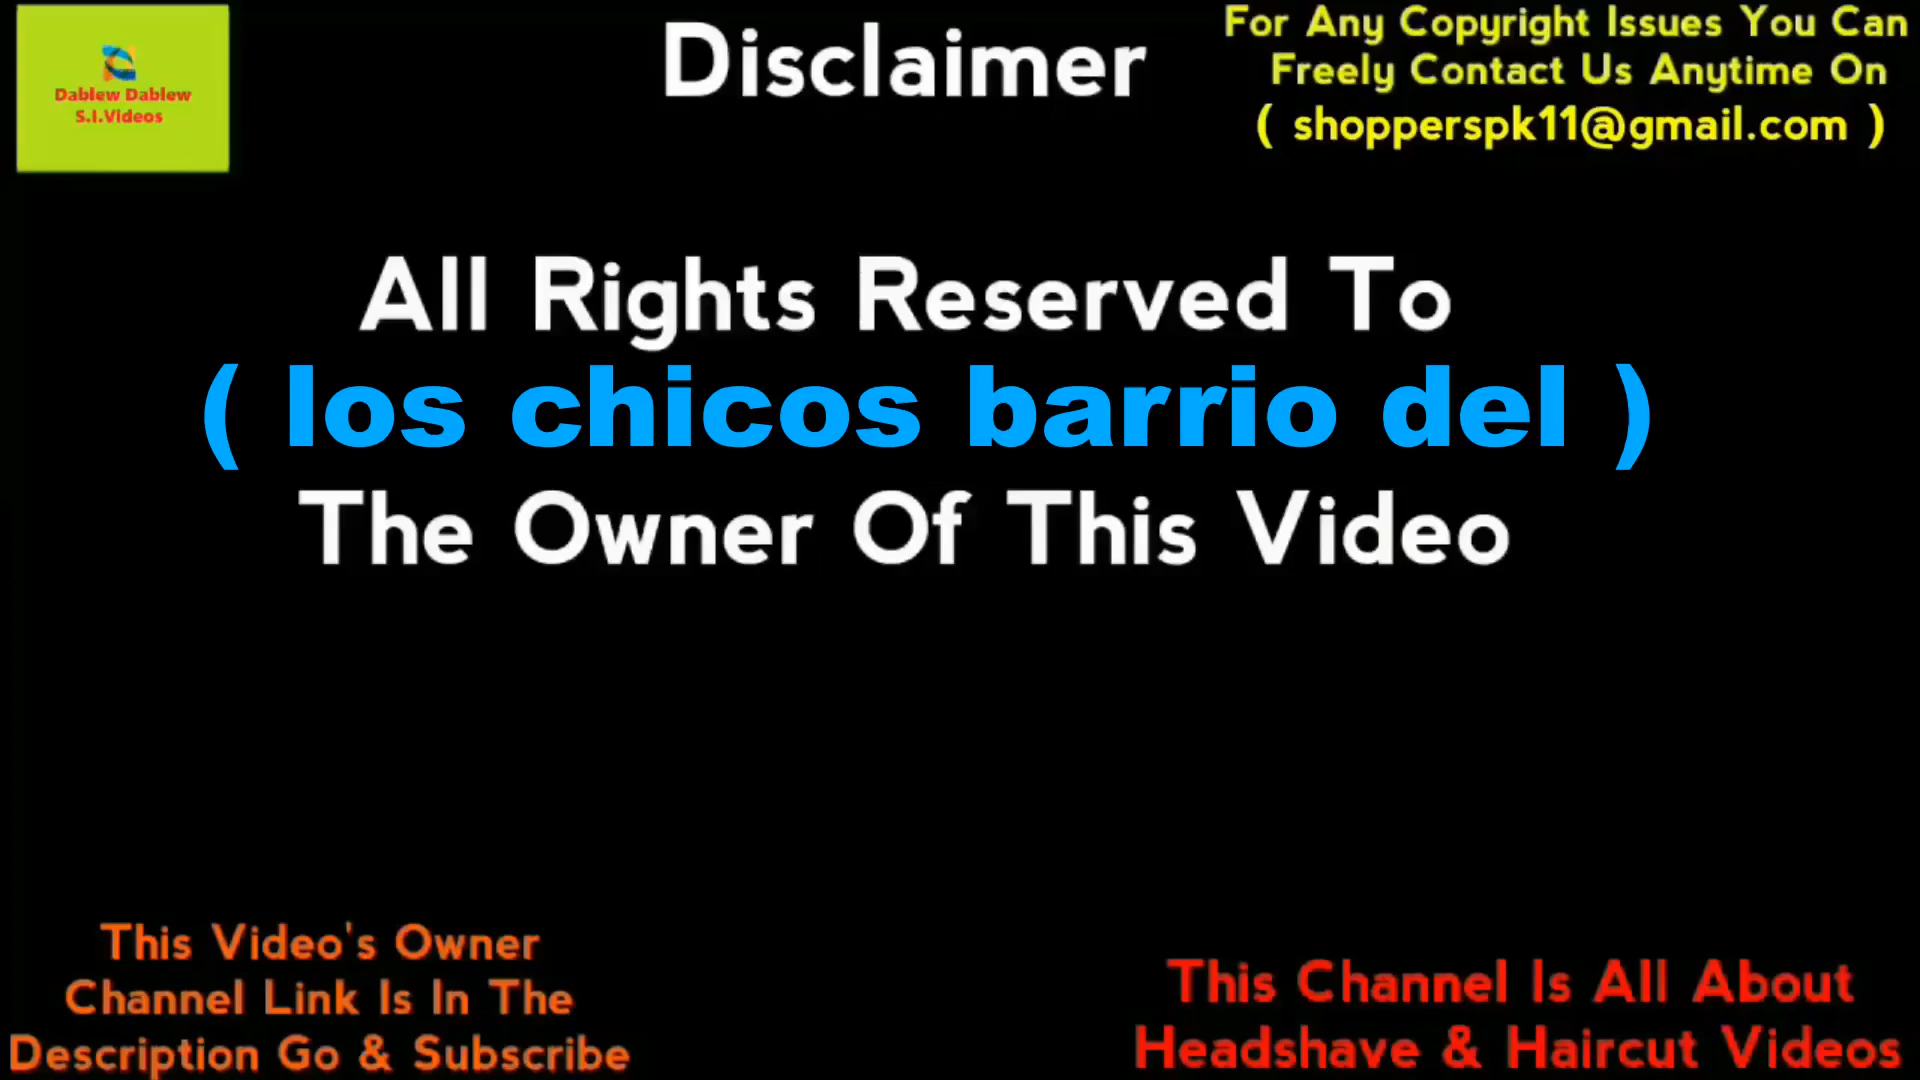 Dablew Dablew
S.I.Videos
Disclaimer
For Any Copyright Issues You Can
Freely Contact Us Anytime On
( shopperspk11@gmail.com )
All Rights Reserved To
( los chicos barrio del )
The Owner Of This Video
This Video's Owner
Channel Link Is In The
Description Go & Subscribe
This Channel Is All About
Headshave & Haircut Videos